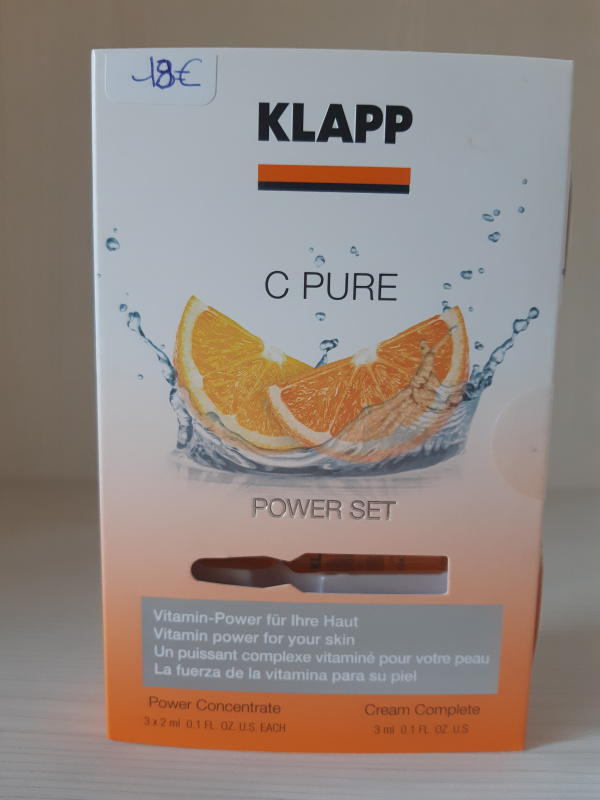 18€
KLAPP
C PURE
POWER SET
KL
Vitamin-Power für Ihre Haut
Vitamin power for your skin
Un puissant complexe vitaminé pour votre peau
La fuerza de la vitamina para su piel
Power Concentrate
Cream Complete
3 x 2 ml 0.1 FL. OZ. U.S. EACH
3 ml 0.1 FL. OZ. U.S